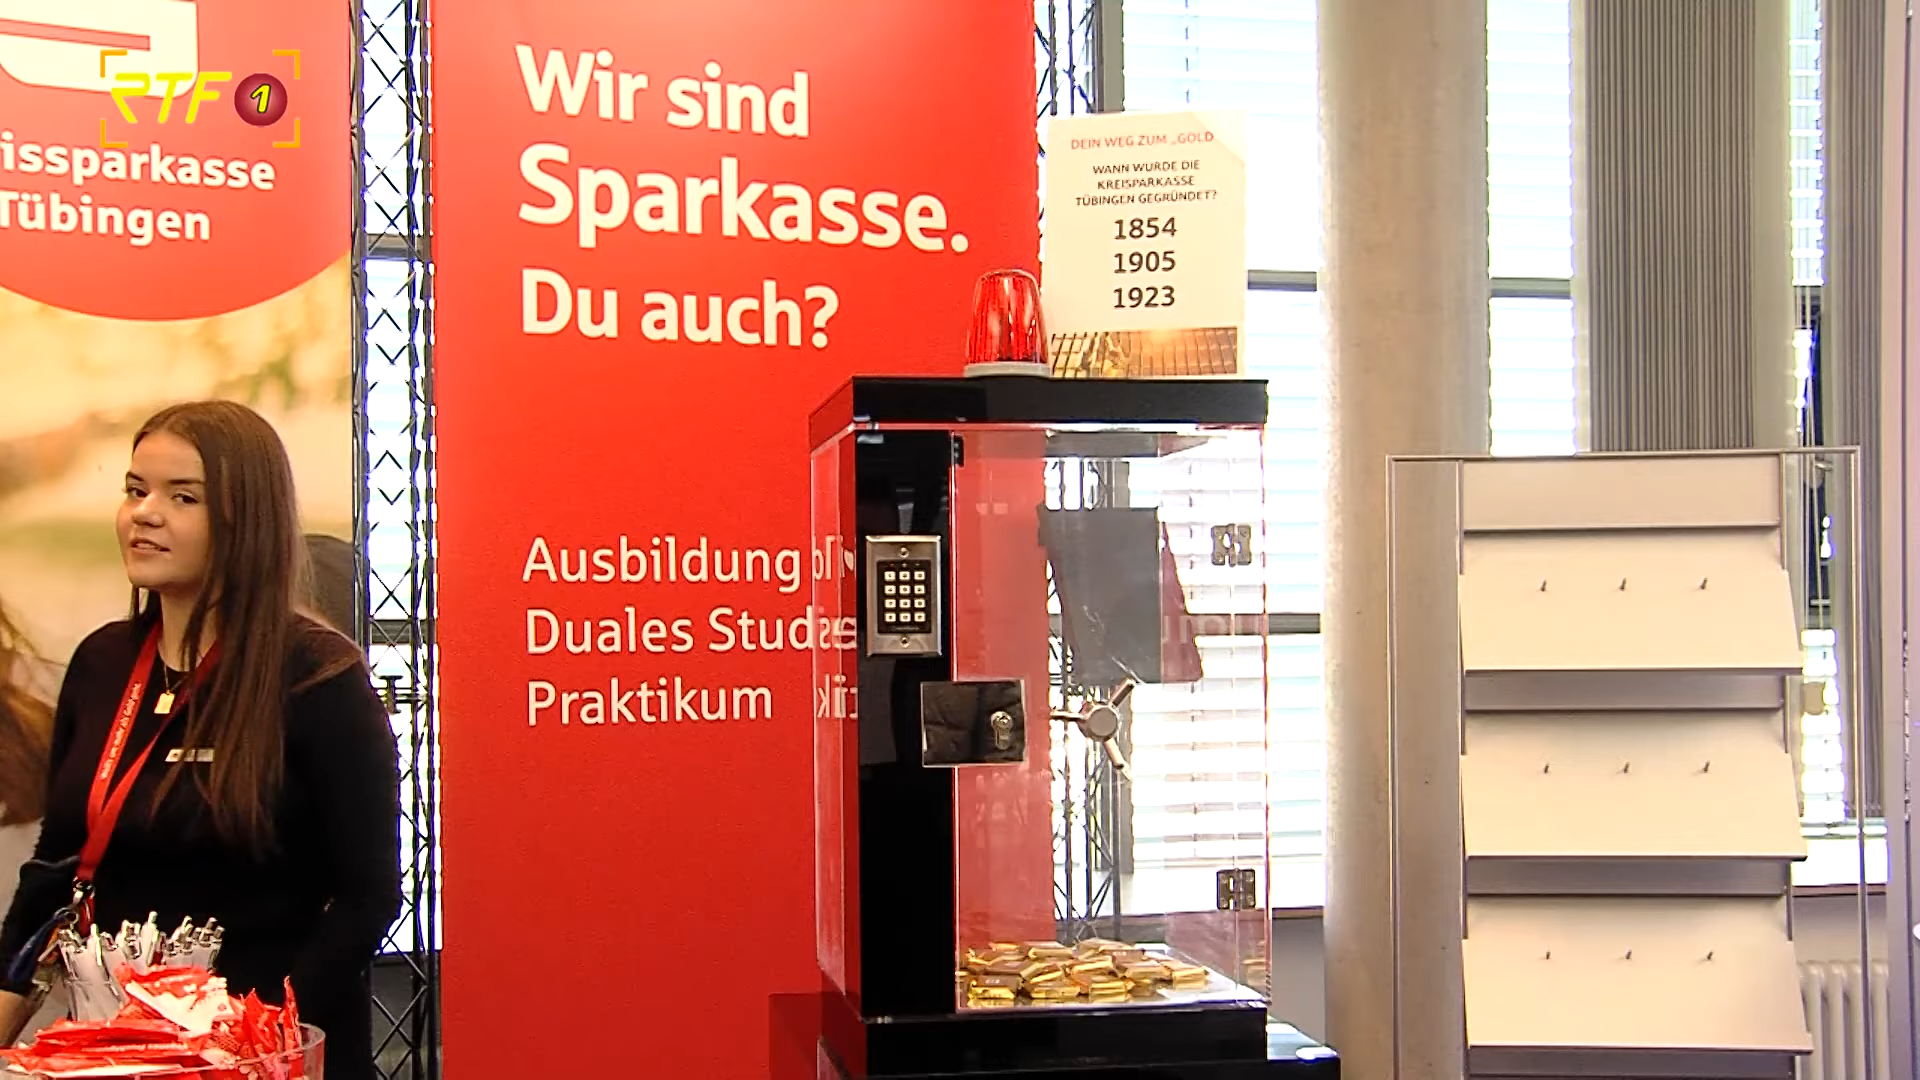 RTF 1
issparkasse
Tübingen
Wir sind
Sparkasse.
Du auch?
Ausbildung
Duales Stud
Praktikum
DEIN WEG ZUM „GOLD
WANN WURDE DIE
KREISPARKASSE
TÜBINGEN GEGRÜNDET?
1854
1905
1923